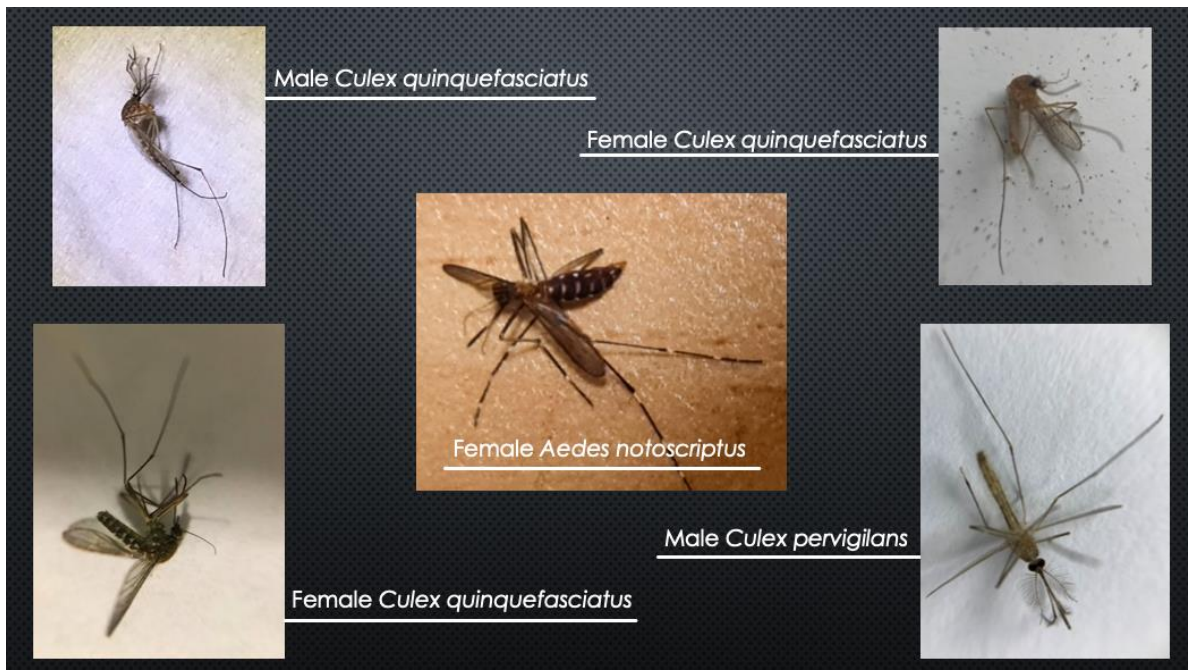 Male Culex quinquefasciatus
Female Culex quinquefasciatus
Female Aedes notoscriptus
Male Culex pervigilans
Female Culex quinquefasciatus